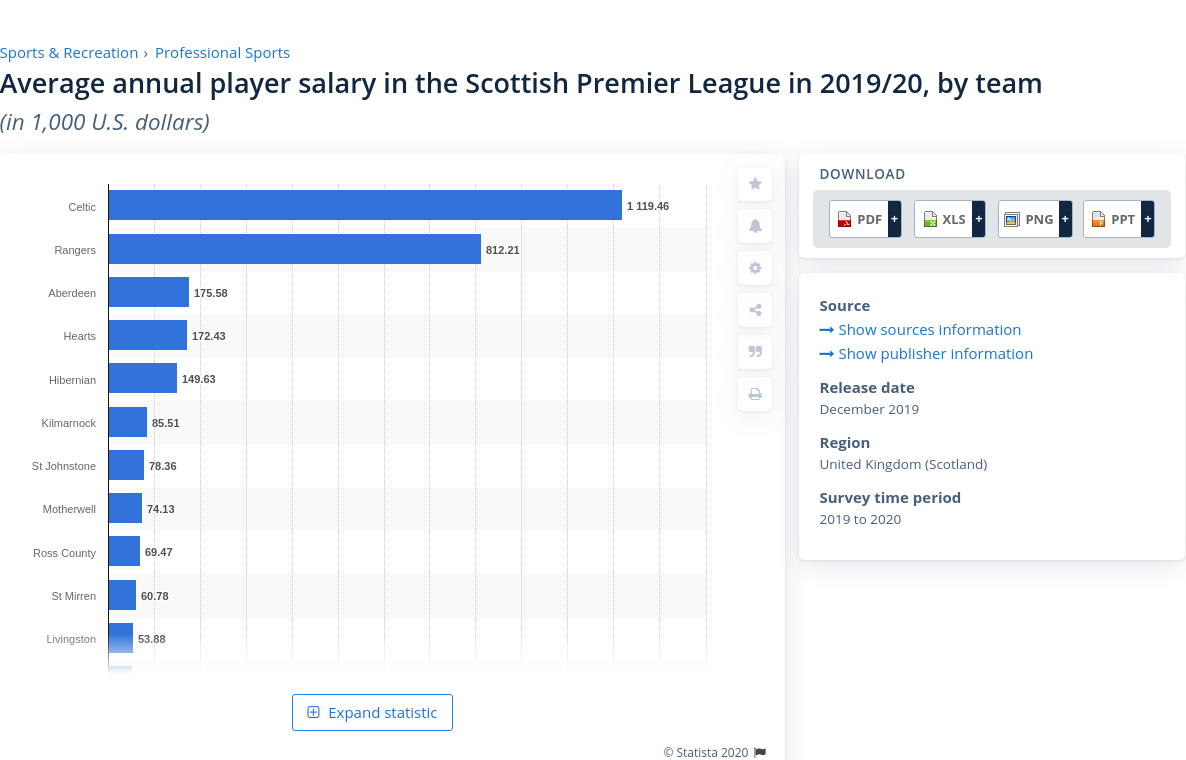 Sports & Recreation › Professional Sports
Average annual player salary in the Scottish Premier League in 2019/20, by team
(in 1,000 U.S. dollars)
Celtic 1 119.46
Rangers 812.21
Aberdeen 175.58
Hearts 172.43
Hibernian 149.63
Kilmarnock 85.51
St Johnstone 78.36
Motherwell 74.13
Ross County 69.47
St Mirren 60.78
Livingston 53.88
Expand statistic
© Statista 2020
DOWNLOAD
PDF + XLS + PNG + PPT +
Source
Show sources information
Show publisher information
Release date
December 2019
Region
United Kingdom (Scotland)
Survey time period
2019 to 2020